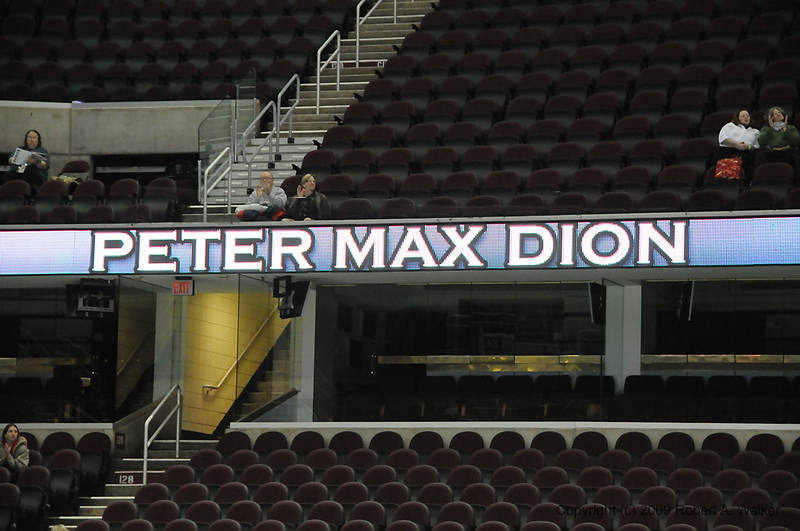 PETER MAX DION
EXIT
128
Copyright (c) 2009 Robert A. Walker